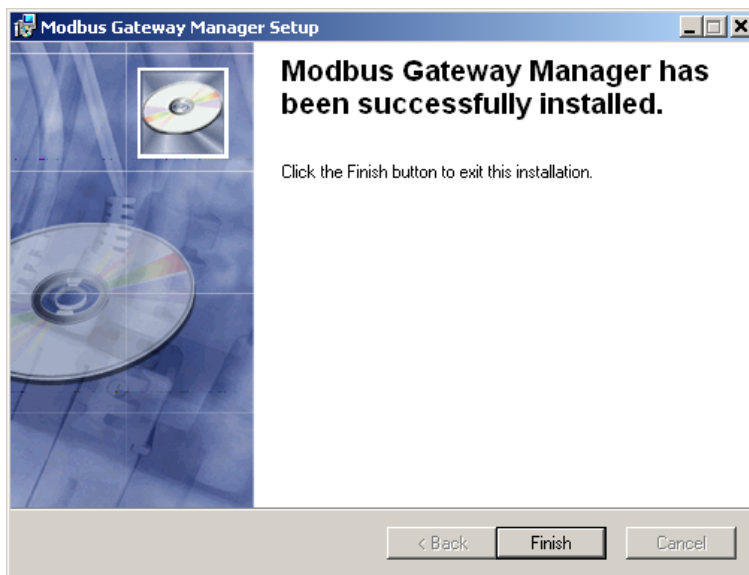 Modbus Gateway Manager Setup
Modbus Gateway Manager has
been successfully installed.
Click the Finish button to exit this installation.
< Back
Finish
Cancel